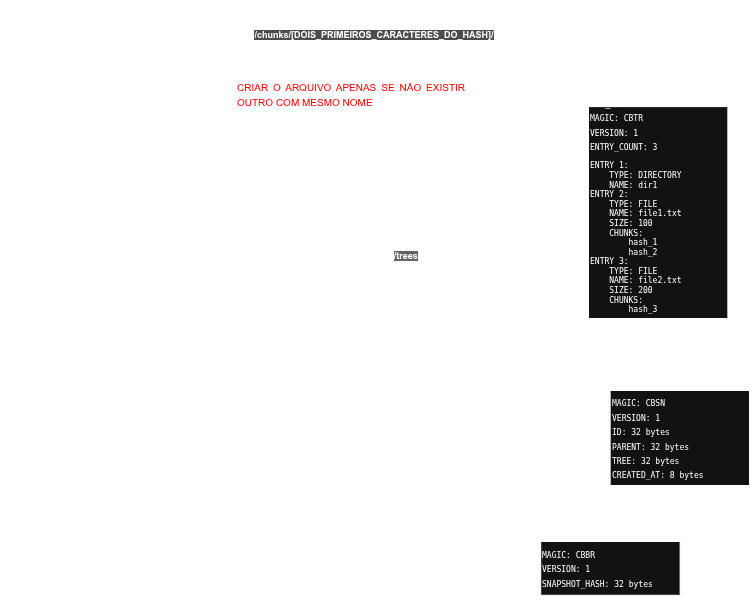 /chunks/[DOIS_PRIMEIROS_CARACTERES_DO_HASH]/
CRIAR O ARQUIVO APENAS SE NÃO EXISTIR
OUTRO COM MESMO NOME
MAGIC: CBTR
VERSION: 1
ENTRY_COUNT: 3
ENTRY 1:
TYPE: DIRECTORY
NAME: dir1
ENTRY 2:
TYPE: FILE
NAME: file1.txt
SIZE: 100
CHUNKS:
hash_1
hash_2
ENTRY 3:
TYPE: FILE
NAME: file2.txt
SIZE: 200
CHUNKS:
hash_3
/trees
MAGIC: CBSN
VERSION: 1
ID: 32 bytes
PARENT: 32 bytes
TREE: 32 bytes
CREATED_AT: 8 bytes
MAGIC: CBBR
VERSION: 1
SNAPSHOT_HASH: 32 bytes